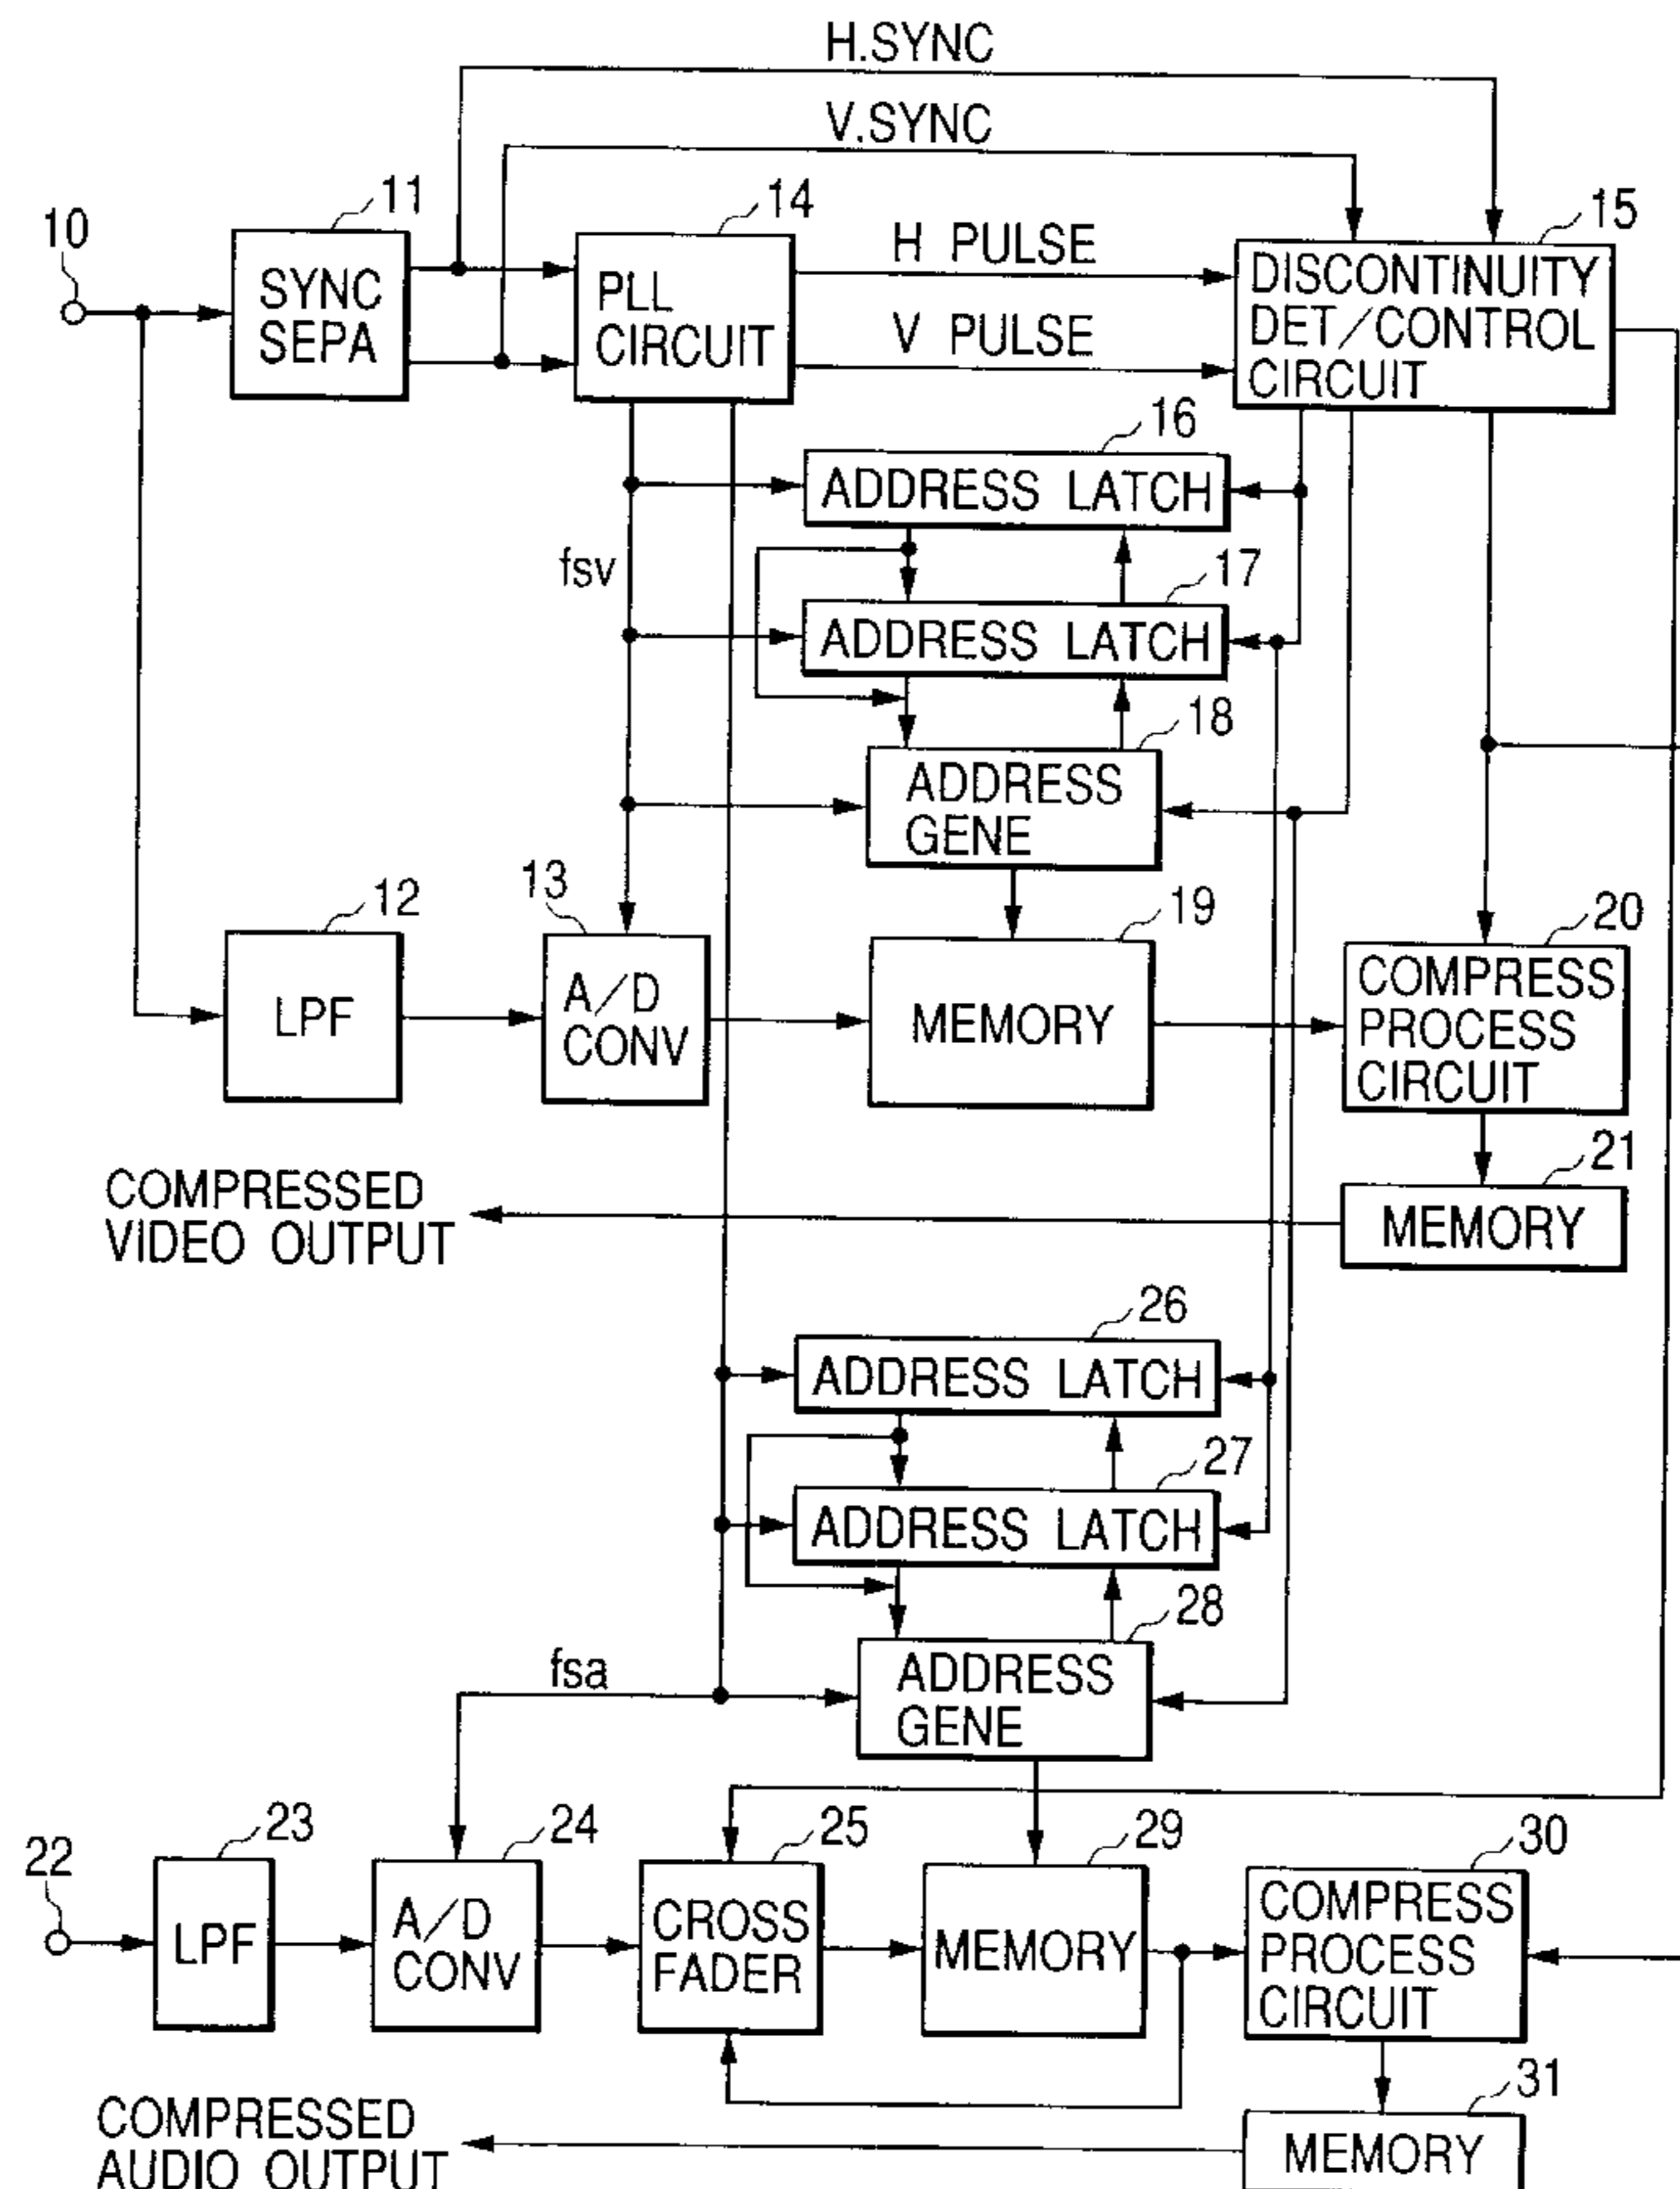 H.SYNC
V.SYNC
10
11
14
15
SYNC
SEPA
PLL
CIRCUIT
H PULSE
V PULSE
DISCONTINUITY
DET/CONTROL
CIRCUIT
16
ADDRESS LATCH
fsv
17
ADDRESS LATCH
18
ADDRESS
GENE
12
13
19
20
LPF
A/D
CONV
MEMORY
COMPRESS
PROCESS
CIRCUIT
21
MEMORY
COMPRESSED
VIDEO OUTPUT
26
ADDRESS LATCH
27
ADDRESS LATCH
28
fsa
ADDRESS
GENE
22
23
24
25
29
30
LPF
A/D
CONV
CROSS
FADER
MEMORY
COMPRESS
PROCESS
CIRCUIT
31
MEMORY
COMPRESSED
AUDIO OUTPUT